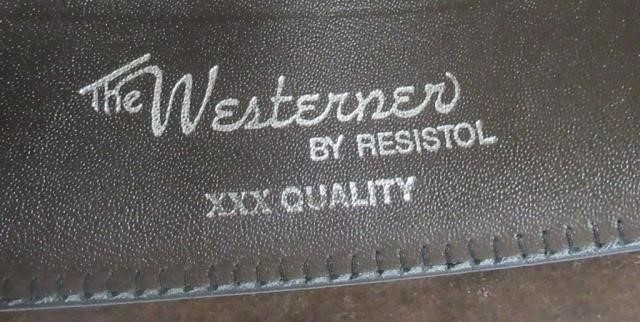 The Westerner
BY RESISTOL
XXX QUALITY